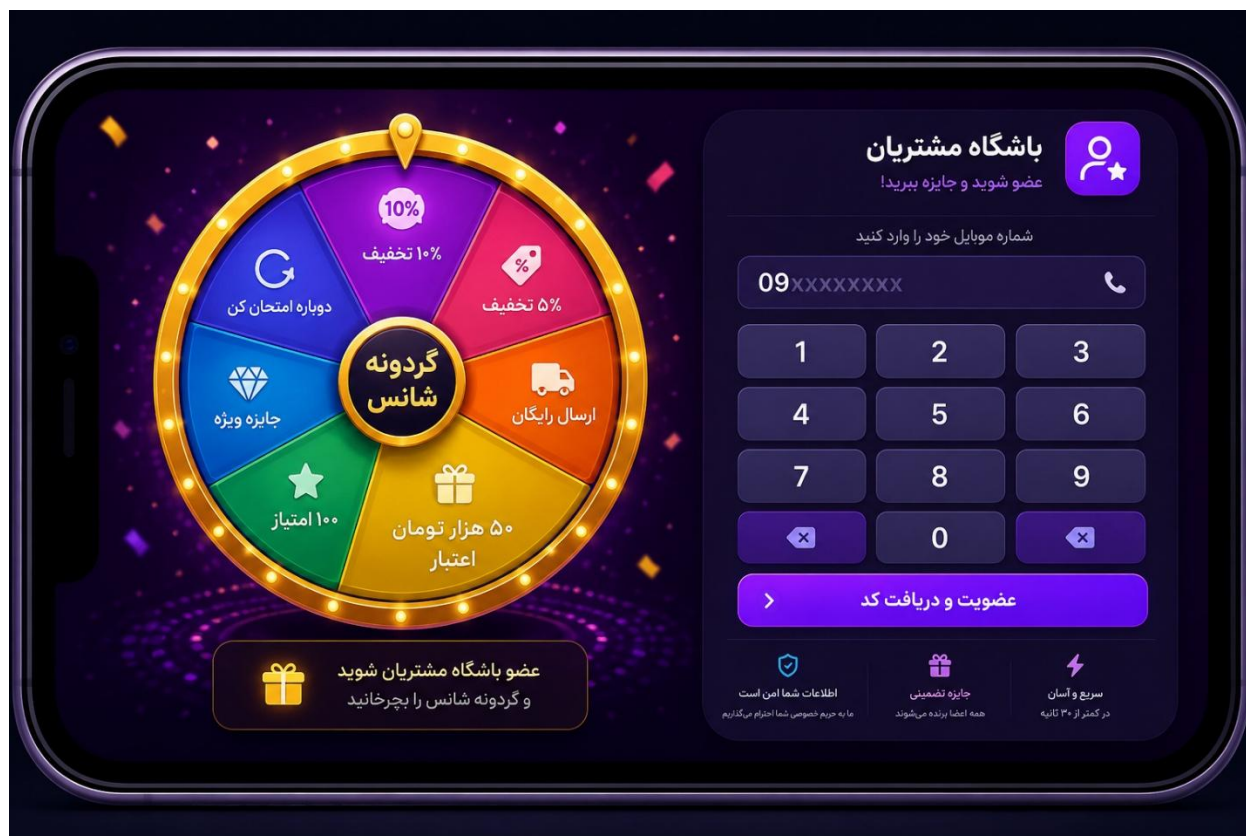 باشگاه مشتریان
عضو شوید و جایزه ببرید!
شماره موبایل خود را وارد کنید
09xxxxxxxxx
1 2 3
4 5 6
7 8 9
0
عضویت و دریافت کد
سریع و آسان
در کمتر از ۳۰ ثانیه
جایزه تضمینی
همه اعضا برنده می‌شوند
اطلاعات شما امن است
ما به حریم خصوصی شما احترام می‌گذاریم
10%
۱۰% تخفیف
%
۵% تخفیف
ارسال رایگان
۵۰ هزار تومان
اعتبار
۱۰۰ امتیاز
جایزه ویژه
دوباره امتحان کن
گردونه
شانس
عضو باشگاه مشتریان شوید
و گردونه شانس را بچرخانید